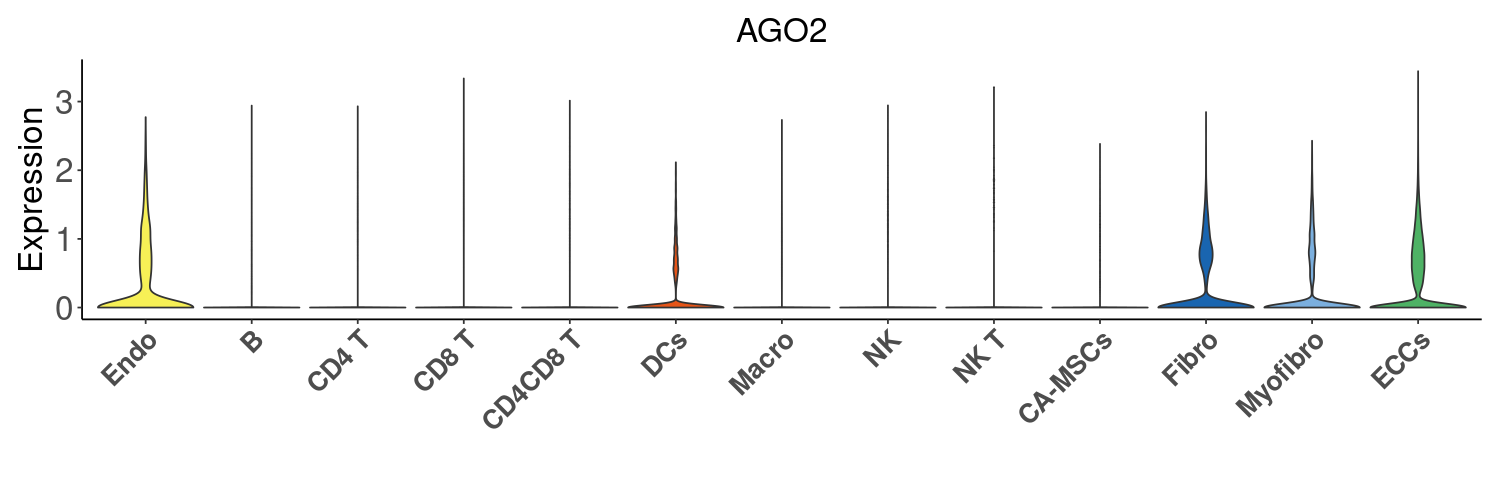 AGO2
Expression
3
2
1
0
Endo
B
CD4 T
CD8 T
CD4CD8 T
DCs
Macro
NK
NK T
CA-MSCs
Fibro
Myofibro
ECCs